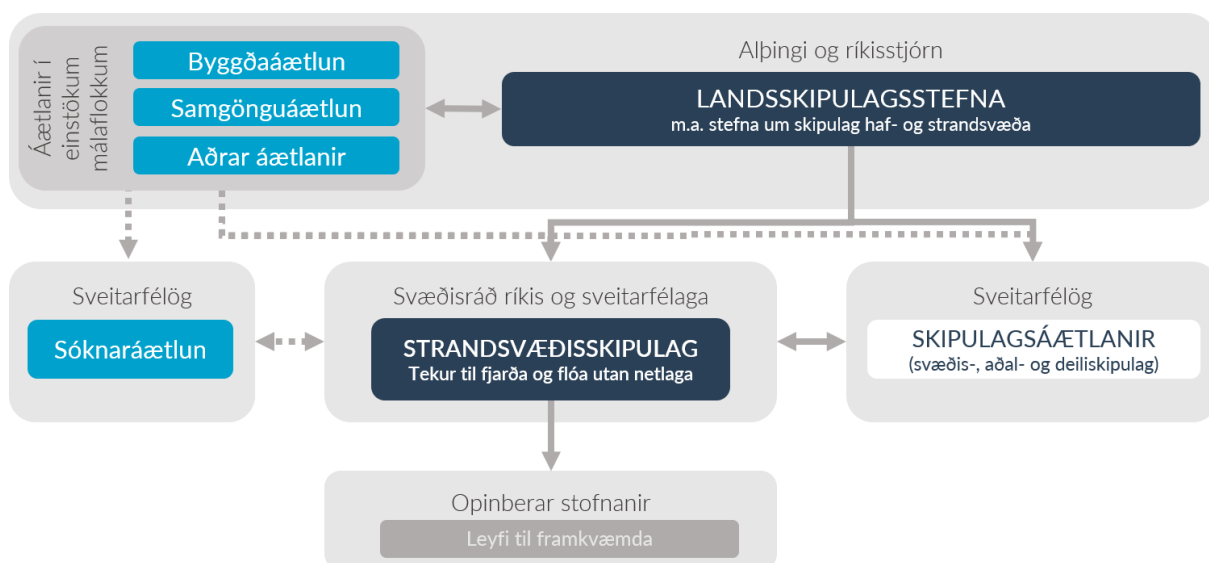 Áætlanir í
einstökum
málaflokkum
Byggðaáætlun
Samgönguáætlun
Aðrar áætlanir
Alþingi og ríkisstjórn
LANDSSKIPULAGSSTEFNA
m.a. stefna um skipulag haf- og strandsvæða
Sveitarfélög
Sóknaráætlun
Svæðisráð ríkis og sveitarfélaga
STRANDSVÆÐISSKIPULAG
Tekur til fjarða og flóa utan netlaga
Sveitarfélög
SKIPULAGSÁÆTLANIR
(svæðis-, aðal- og deiliskipulag)
Opinberar stofnanir
Leyfi til framkvæmda